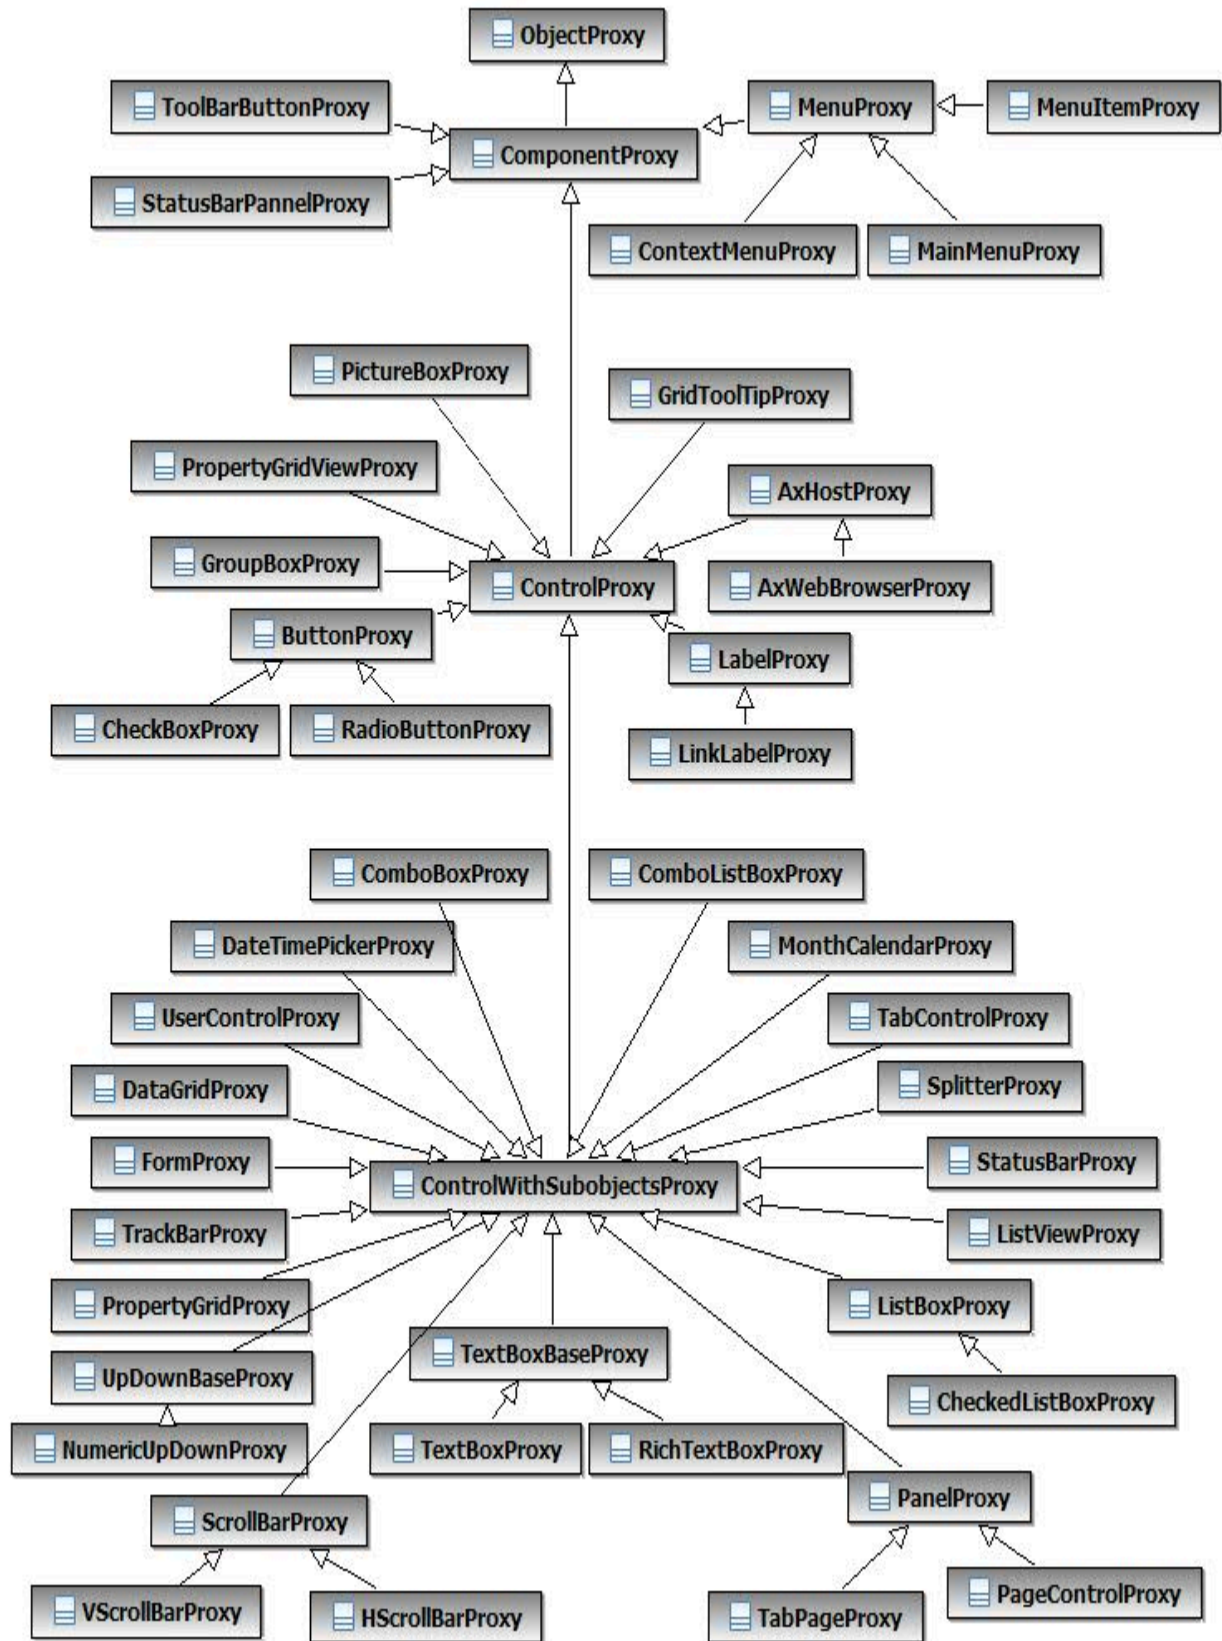 ObjectProxy
ToolBarButtonProxy
MenuProxy
MenuItemProxy
ComponentProxy
StatusBarPannelProxy
ContextMenuProxy
MainMenuProxy
PictureBoxProxy
GridToolTipProxy
PropertyGridViewProxy
AxHostProxy
GroupBoxProxy
ControlProxy
AxWebBrowserProxy
ButtonProxy
LabelProxy
CheckBoxProxy
RadioButtonProxy
LinkLabelProxy
ComboBoxProxy
ComboListBoxProxy
DateTimePickerProxy
MonthCalendarProxy
UserControlProxy
TabControlProxy
DataGridProxy
SplitterProxy
FormProxy
StatusBarProxy
ControlWithSubobjectsProxy
TrackBarProxy
ListViewProxy
PropertyGridProxy
ListBoxProxy
TextBoxBaseProxy
UpDownBaseProxy
CheckedListBoxProxy
NumericUpDownProxy
TextBoxProxy
RichTextBoxProxy
PanelProxy
ScrollBarProxy
PageControlProxy
VScrollBarProxy
HScrollBarProxy
TabPageProxy